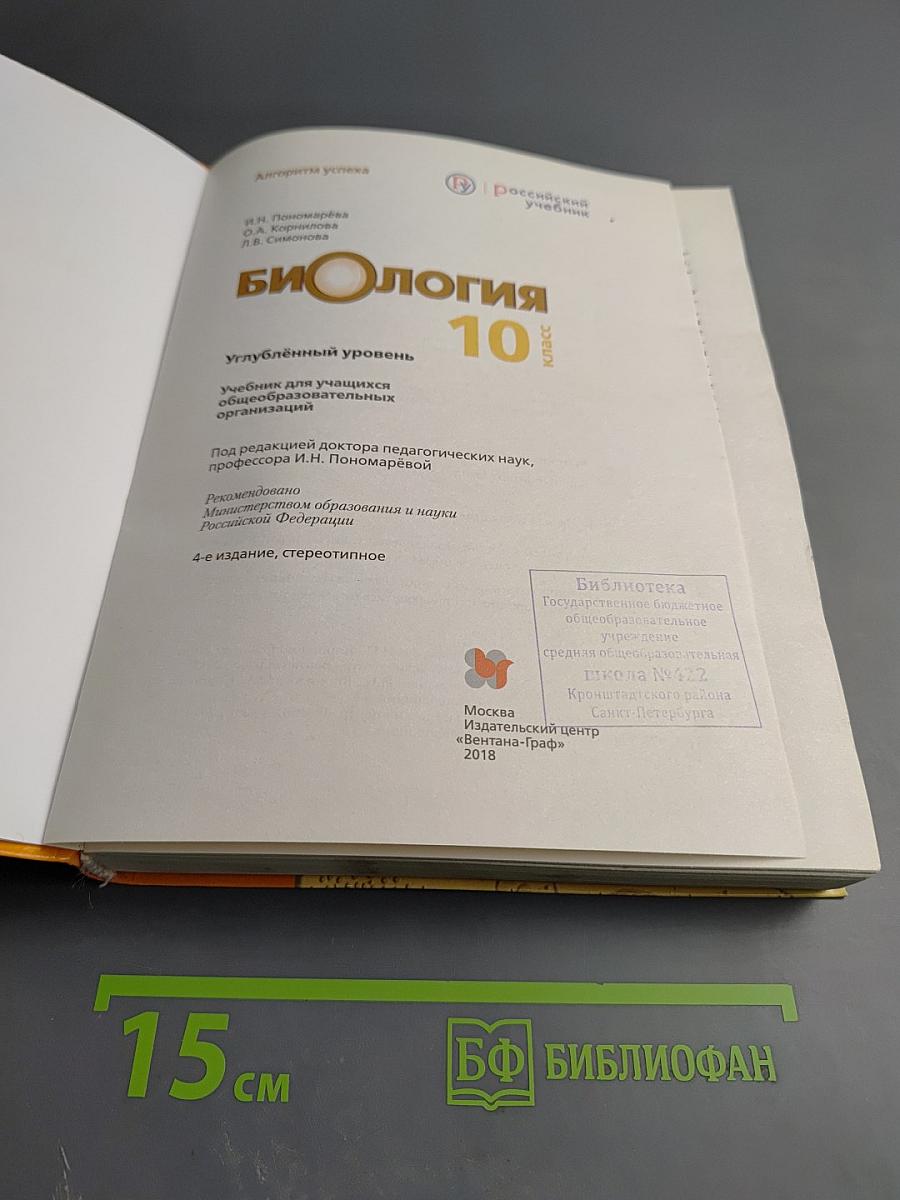 Алгоритм успеха
РУ | российский
учебник
И.Н. Пономарёва
О.А. Корнилова
Л.В. Симонова
БИОЛОГИЯ
10 класс
Углублённый уровень
Учебник для учащихся
общеобразовательных
организаций
Под редакцией доктора педагогических наук,
профессора И.Н. Пономарёвой
Рекомендовано
Министерством образования и науки
Российской Федерации
4-е издание, стереотипное
Библиотека
Государственное бюджетное
общеобразовательное
учреждение
средняя общеобразовательная
школа №422
Кронштадтского района
Санкт-Петербурга
Москва
Издательский центр
«Вентана-Граф»
2018
15 см
БФ БИБЛИОФАН